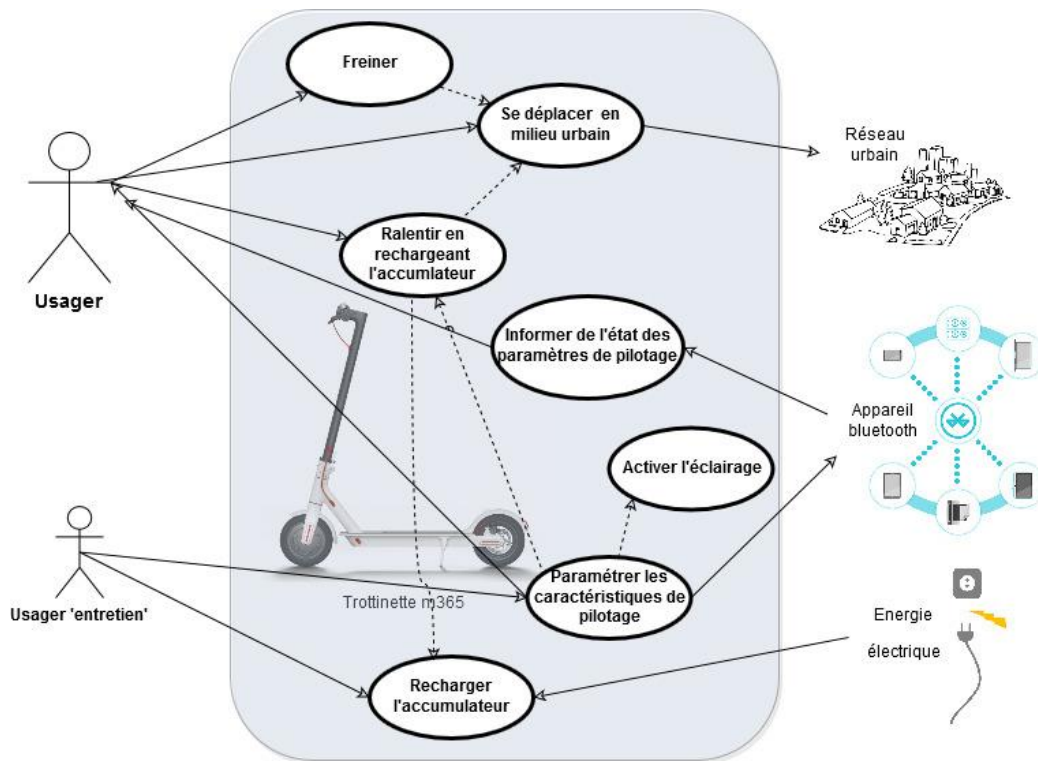 Freiner
Se déplacer en
milieu urbain
Réseau
urbain
Usager
Ralentir en
rechargeant
l'accumlateur
Informer de l'état des
paramètres de pilotage
Appareil
bluetooth
Activer l'éclairage
Usager 'entretien'
Paramétrer les
caractéristiques de
pilotage
Trottinette m365
Energie
électrique
Recharger
l'accumulateur